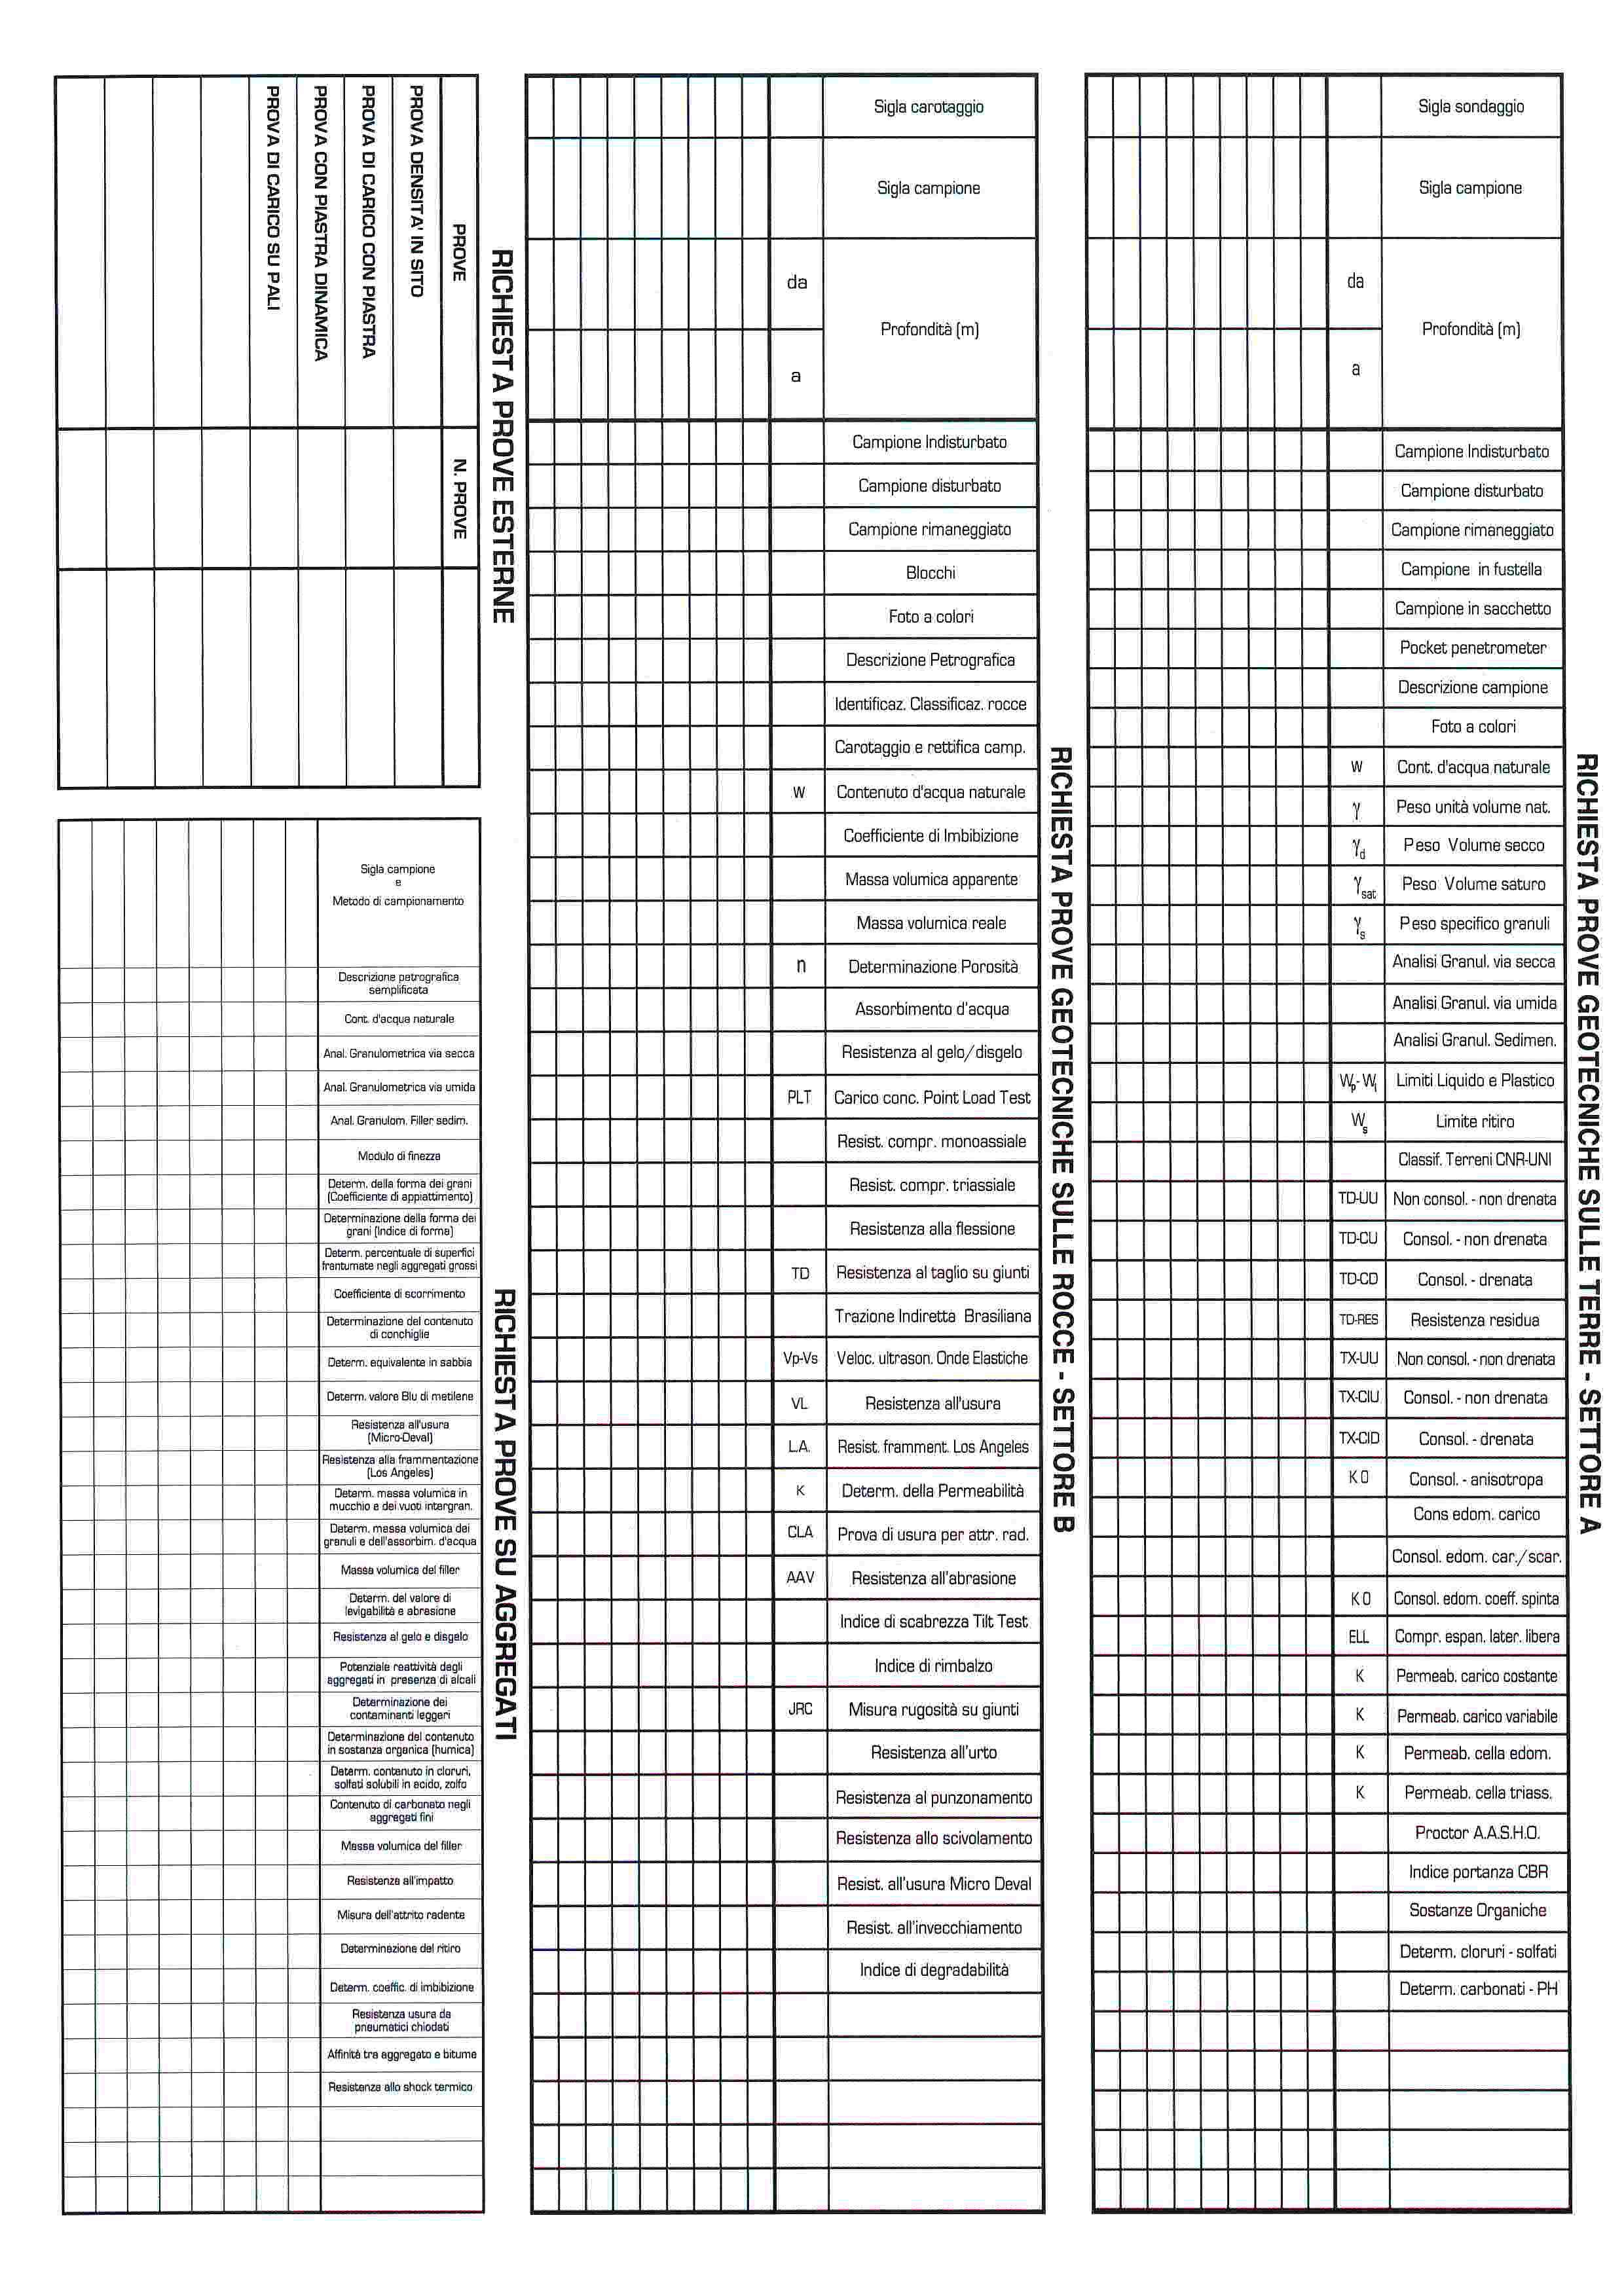 RICHIESTA PROVE GEOTECNICHE SULLE TERRE - SETTORE A
Sigla sondaggio
Sigla campione
Profondità (m)
da
a
Campione Indisturbato
Campione disturbato
Campione rimaneggiato
Campione in fustella
Campione in sacchetto
Pocket penetrometer
Descrizione campione
Foto a colori
W Cont. d'acqua naturale
γ Peso unità volume nat.
γd Peso Volume secco
γsat Peso Volume saturo
γs Peso specifico granuli
Analisi Granul. via secca
Analisi Granul. via umida
Analisi Granul. Sedimen.
Wp- Wl Limiti Liquido e Plastico
Ws Limite ritiro
Classif. Terreni CNR-UNI
TD-UU Non consol. - non drenata
TD-CU Consol. - non drenata
TD-CD Consol. - drenata
TD-RES Resistenza residua
TX-UU Non consol. - non drenata
TX-CIU Consol. - non drenata
TX-CID Consol. - drenata
K 0 Consol. - anisotropa
Cons edom. carico
Consol. edom. car./scar.
K 0 Consol. edom. coeff. spinta
ELL Compr. espan. later. libera
K Permeab. carico costante
K Permeab. carico variabile
K Permeab. cella edom.
K Permeab. cella triass.
Proctor A.A.S.H.O.
Indice portanza CBR
Sostanze Organiche
Determ. cloruri - solfati
Determ. carbonati - PH
RICHIESTA PROVE GEOTECNICHE SULLE ROCCE - SETTORE B
Sigla carotaggio
Sigla campione
Profondità (m)
da
a
Campione Indisturbato
Campione disturbato
Campione rimaneggiato
Blocchi
Foto a colori
Descrizione Petrografica
Identificaz. Classificaz. rocce
Carotaggio e rettifica camp.
W Contenuto d'acqua naturale
Coefficiente di Imbibizione
Massa volumica apparente
Massa volumica reale
n Determinazione Porosità
Assorbimento d'acqua
Resistenza al gelo/disgelo
PLT Carico conc. Point Load Test
Resist. compr. monoassiale
Resist. compr. triassiale
Resistenza alla flessione
TD Resistenza al taglio su giunti
Trazione Indiretta Brasiliana
Vp-Vs Veloc. ultrason. Onde Elastiche
VL Resistenza all'usura
L.A. Resist. framment. Los Angeles
K Determ. della Permeabilità
CLA Prova di usura per attr. rad.
AAV Resistenza all'abrasione
Indice di scabrezza Tilt Test
Indice di rimbalzo
JRC Misura rugosità su giunti
Resistenza all'urto
Resistenza al punzonamento
Resistenza allo scivolamento
Resist. all'usura Micro Deval
Resist. all'invecchiamento
Indice di degradabilità
RICHIESTA PROVE ESTERNE
PROVE
N. PROVE
PROVA DENSITA' IN SITO
PROVA DI CARICO CON PIASTRA
PROVA CON PIASTRA DINAMICA
PROVA DI CARICO SU PALI
RICHIESTA PROVE SU AGGREGATI
Sigla campione
e
Metodo di campionamento
Descrizione petrografica
semplificata
Cont. d'acqua naturale
Anal. Granulometrica via secca
Anal. Granulometrica via umida
Anal. Granulom. Filler sedim.
Modulo di finezza
Determ. della forma dei grani
(Coefficiente di appiattimento)
Determinazione della forma dei
grani (Indice di forma)
Determ. percentuale di superfici
frantumate negli aggregati grossi
Coefficiente di scorrimento
Determinazione del contenuto
di conchiglie
Determ. equivalente in sabbia
Determ. valore Blu di metilene
Resistenza all'usura
(Micro-Deval)
Resistenza alla frammentazione
(Los Angeles)
Determ. massa volumica in
mucchio e dei vuoti intergran.
Determ. massa volumica dei
granuli e dell'assorbim. d'acqua
Massa volumica del filler
Determ. del valore di
levigabilità e abrasione
Resistenza al gelo e disgelo
Potenziale reattività degli
aggregati in presenza di alcali
Determinazione dei
contaminanti leggeri
Determinazione del contenuto
in sostanza organica (humica)
Determ. contenuto in cloruri,
solfati solubili in acido, zolfo
Contenuto di carbonato negli
aggregati fini
Massa volumica del filler
Resistenza all'impatto
Misura dell'attrito radente
Determinazione del ritiro
Determ. coeffic. di imbibizione
Resistenza usura da
pneumatici chiodati
Affinità tra aggregato e bitume
Resistenza allo shock termico